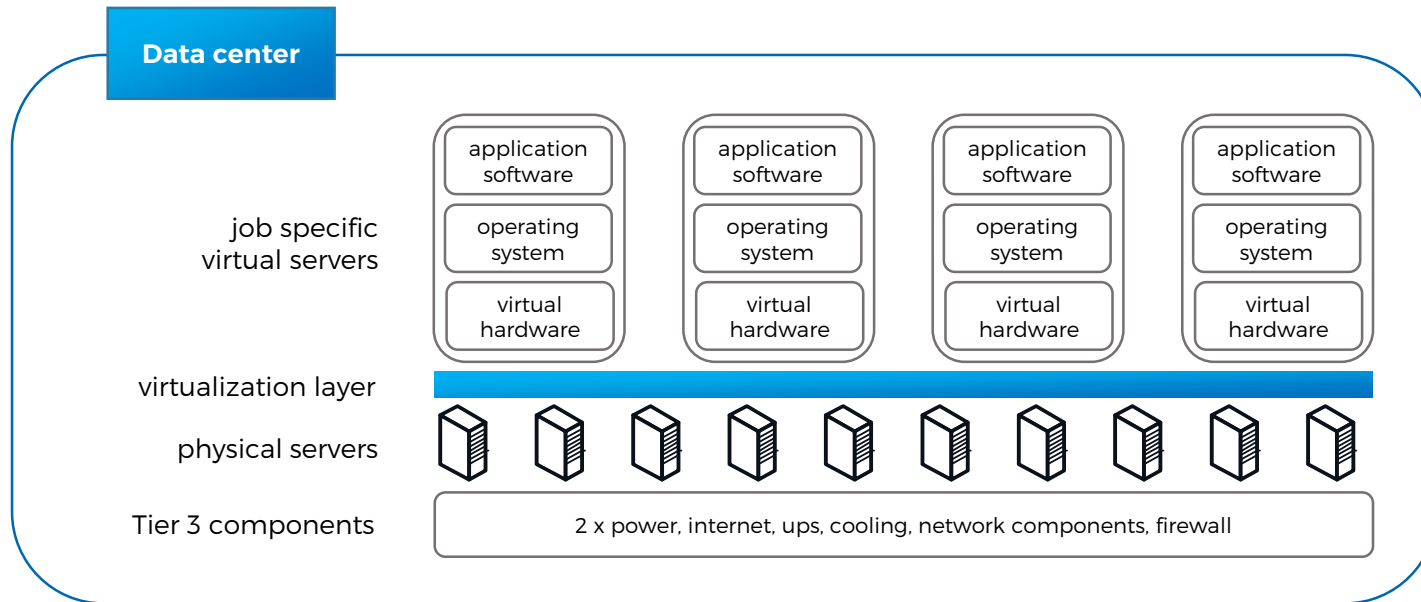 Data center
application
software
application
software
application
software
application
software
job specific
virtual servers
operating
system
operating
system
operating
system
operating
system
virtual
hardware
virtual
hardware
virtual
hardware
virtual
hardware
virtualization layer
physical servers
Tier 3 components
2 x power, internet, ups, cooling, network components, firewall